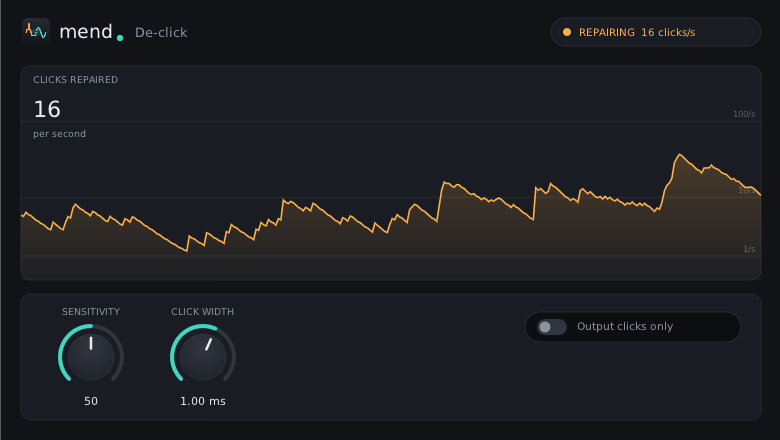 mend.
De-click
REPAIRING 16 clicks/s
CLICKS REPAIRED
16
per second
100/s
10/s
1/s
SENSITIVITY
CLICK WIDTH
50
1.00 ms
Output clicks only